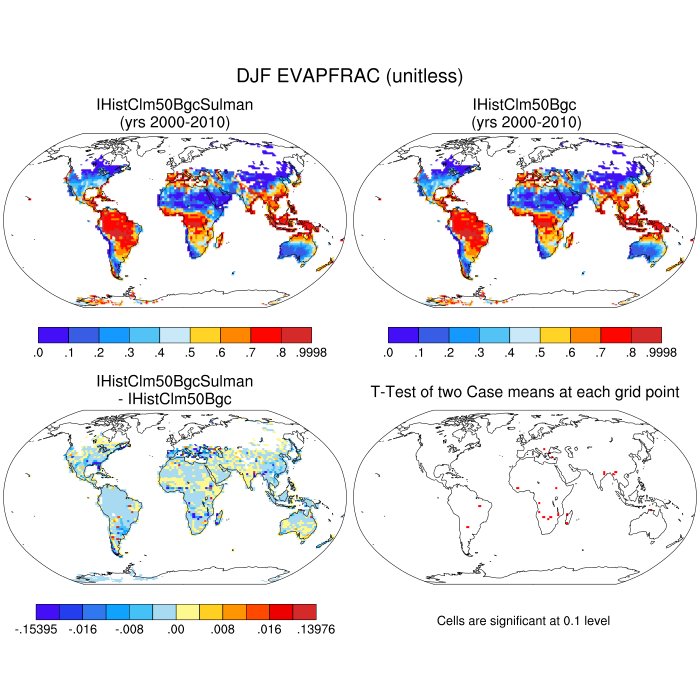 DJF EVAPFRAC (unitless)
IHistClm50BgcSulman
(yrs 2000-2010)
IHistClm50Bgc
(yrs 2000-2010)
.0 .1 .2 .3 .4 .5 .6 .7 .8 .9998
.0 .1 .2 .3 .4 .5 .6 .7 .8 .9998
IHistClm50BgcSulman
- IHistClm50Bgc
T-Test of two Case means at each grid point
-.15395 -.016 -.008 .00 .008 .016 .13976
Cells are significant at 0.1 level